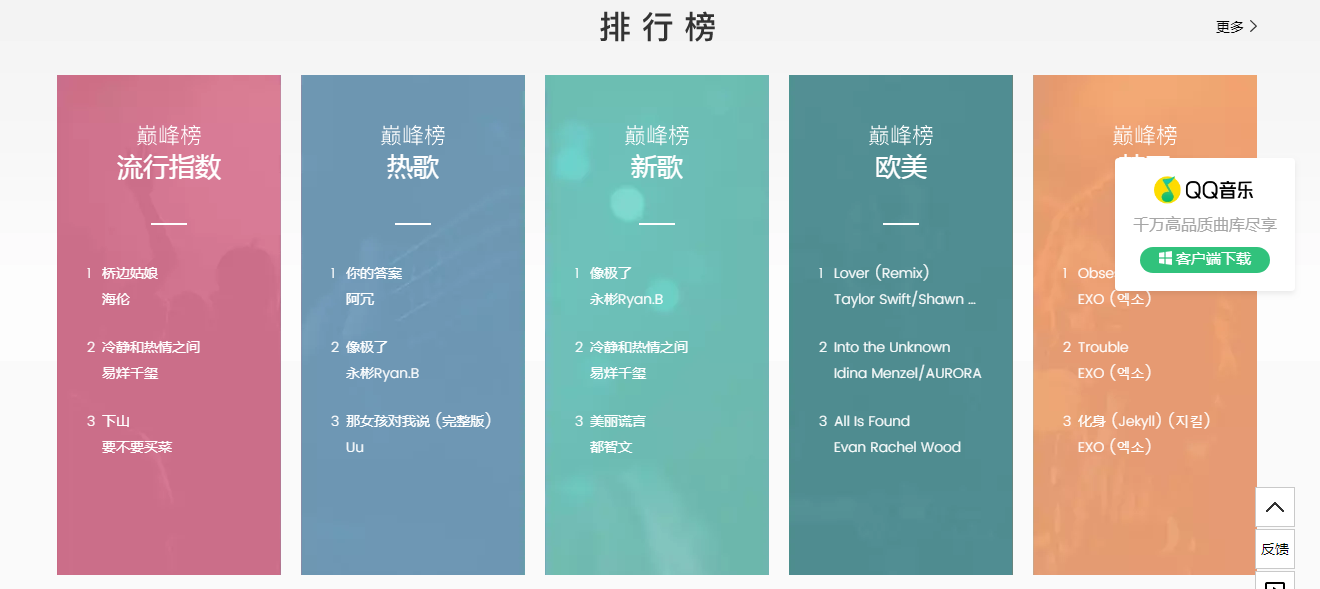 排行榜
更多
巅峰榜
流行指数
1 桥边姑娘
海伦
2 冷静和热情之间
易烊千玺
3 下山
要不要买菜
巅峰榜
热歌
1 你的答案
阿冗
2 像极了
永彬Ryan.B
3 那女孩对我说 (完整版)
Uu
巅峰榜
新歌
1 像极了
永彬Ryan.B
2 冷静和热情之间
易烊千玺
3 美丽谎言
都智文
巅峰榜
欧美
1 Lover (Remix)
Taylor Swift/Shawn ...
2 Into the Unknown
Idina Menzel/AURORA
3 All Is Found
Evan Rachel Wood
巅峰榜
1
EXO (엑소)
2 Trouble
EXO (엑소)
3 化身 (Jekyll) (지킬)
EXO (엑소)
QQ音乐
千万高品质曲库尽享
客户端下载
反馈